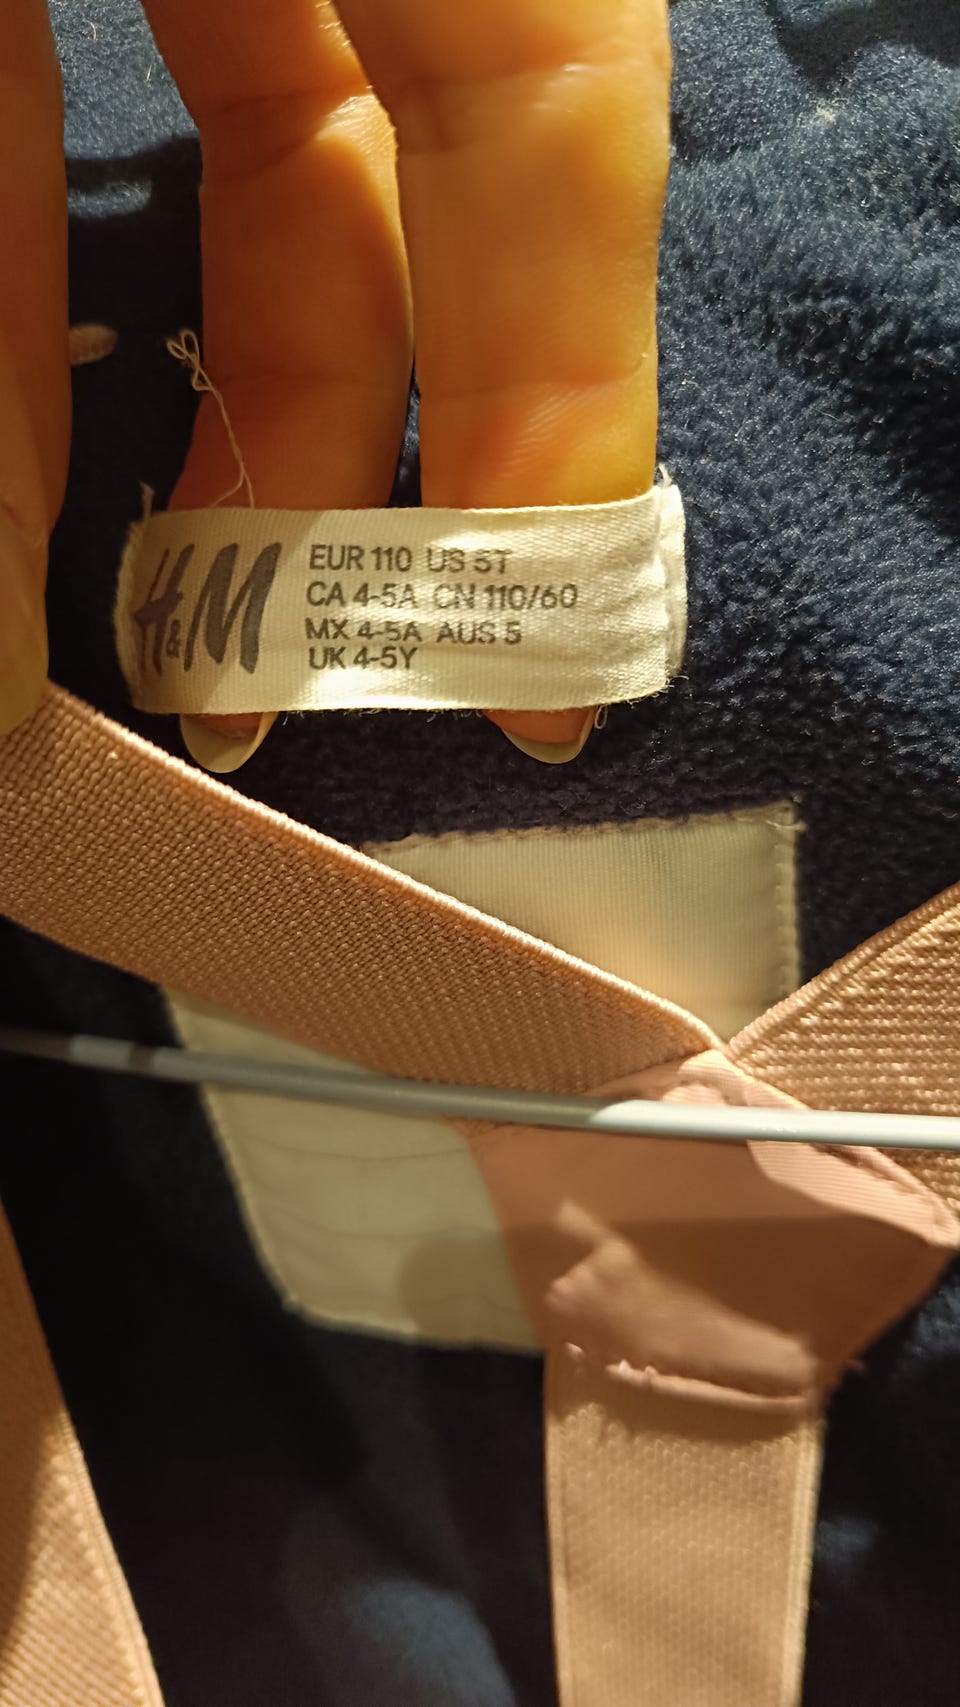 H&M
EUR 110 US 5T
CA 4-5A CN 110/60
MX 4-5A AUS 5
UK 4-5Y